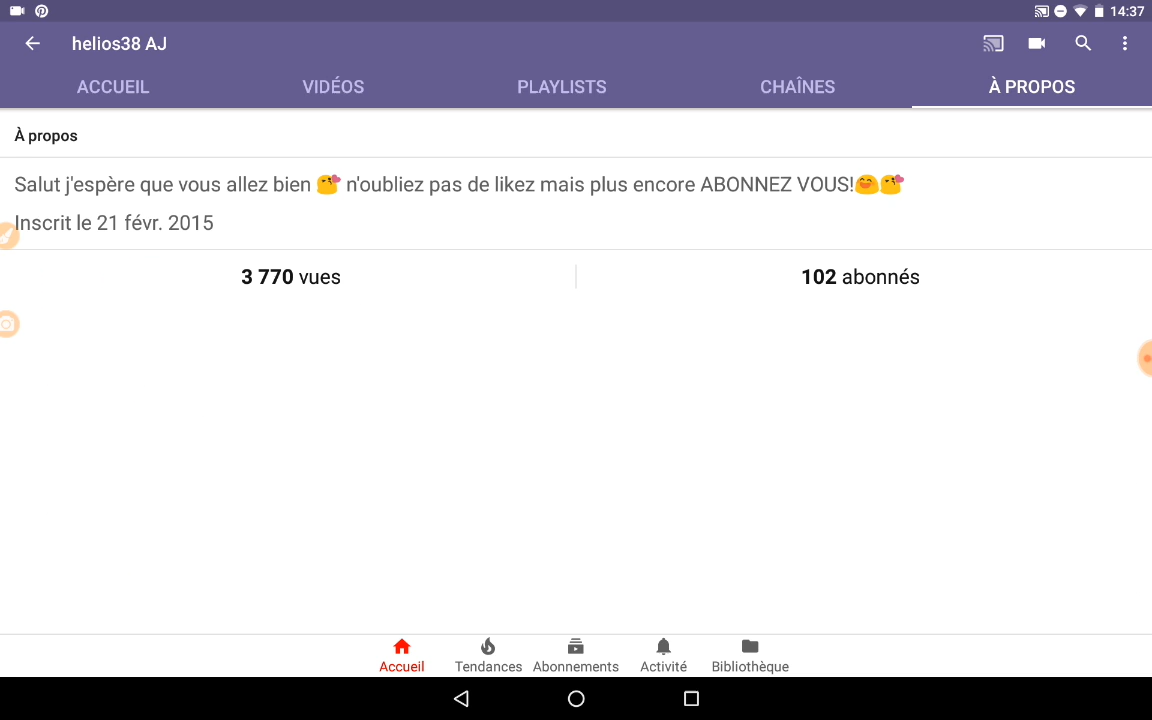 14:37
helios38 AJ
ACCUEIL VIDÉOS PLAYLISTS CHAÎNES À PROPOS
À propos
Salut j'espère que vous allez bien 😘 n'oubliez pas de likez mais plus encore ABONNEZ VOUS!🤗😘
Inscrit le 21 févr. 2015
3 770 vues 102 abonnés
Accueil Tendances Abonnements Activité Bibliothèque